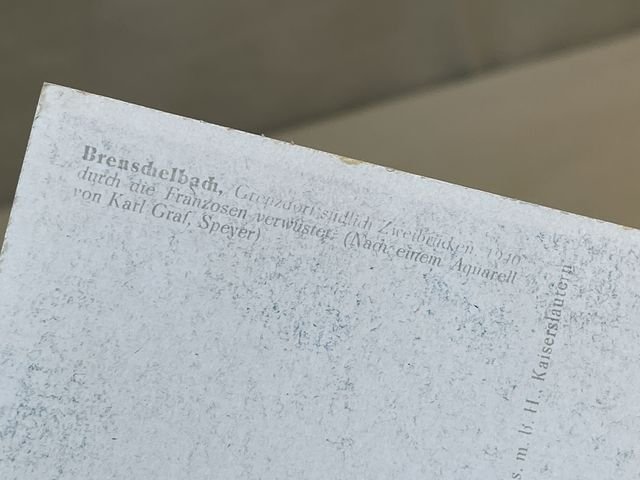 Brenschelbach, Grenzdorf südlich Zweibrücken 1940
durch die Franzosen verwüstet. (Nach einem Aquarell
von Karl Graf, Speyer)
s. m. b. H., Kaiserslautern